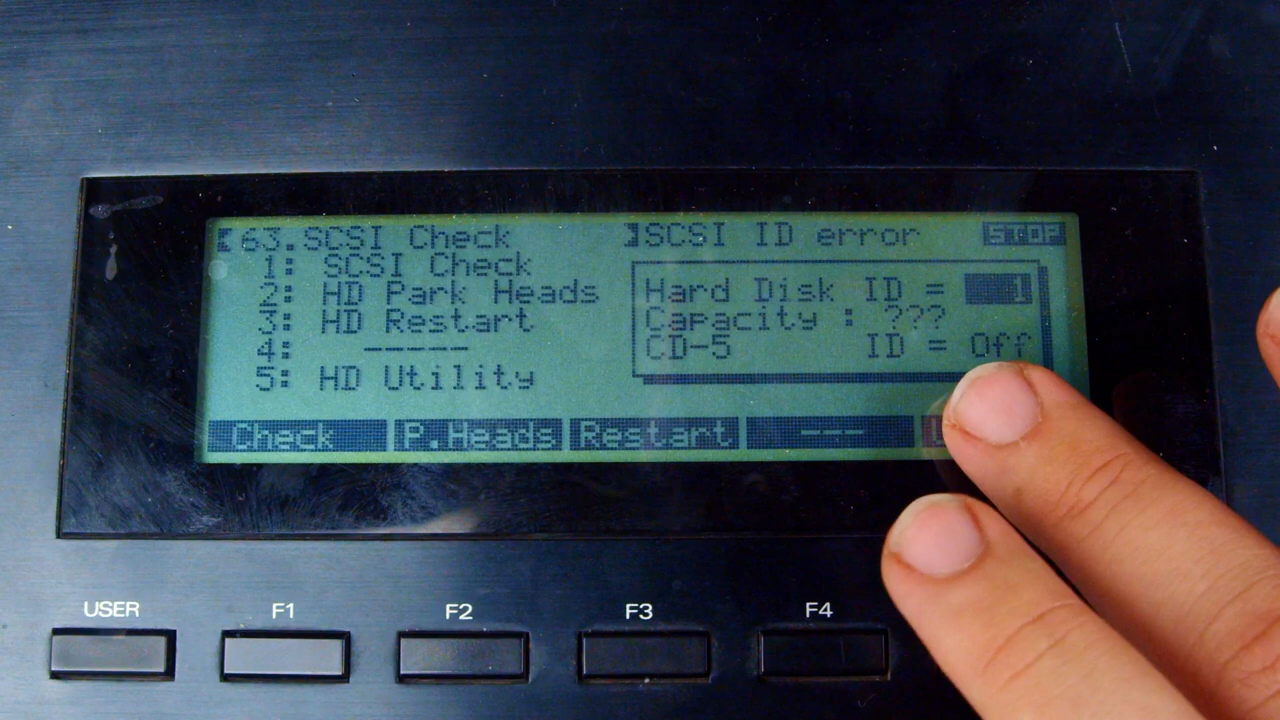 [63.SCSI Check ]SCSI ID error STOP
1: SCSI Check
2: HD Park Heads
3: HD Restart
4: -----
5: HD Utility
Hard Disk ID = 1
Capacity : ???
CD-5 ID = Off
Check P.Heads Restart ---
USER F1 F2 F3 F4